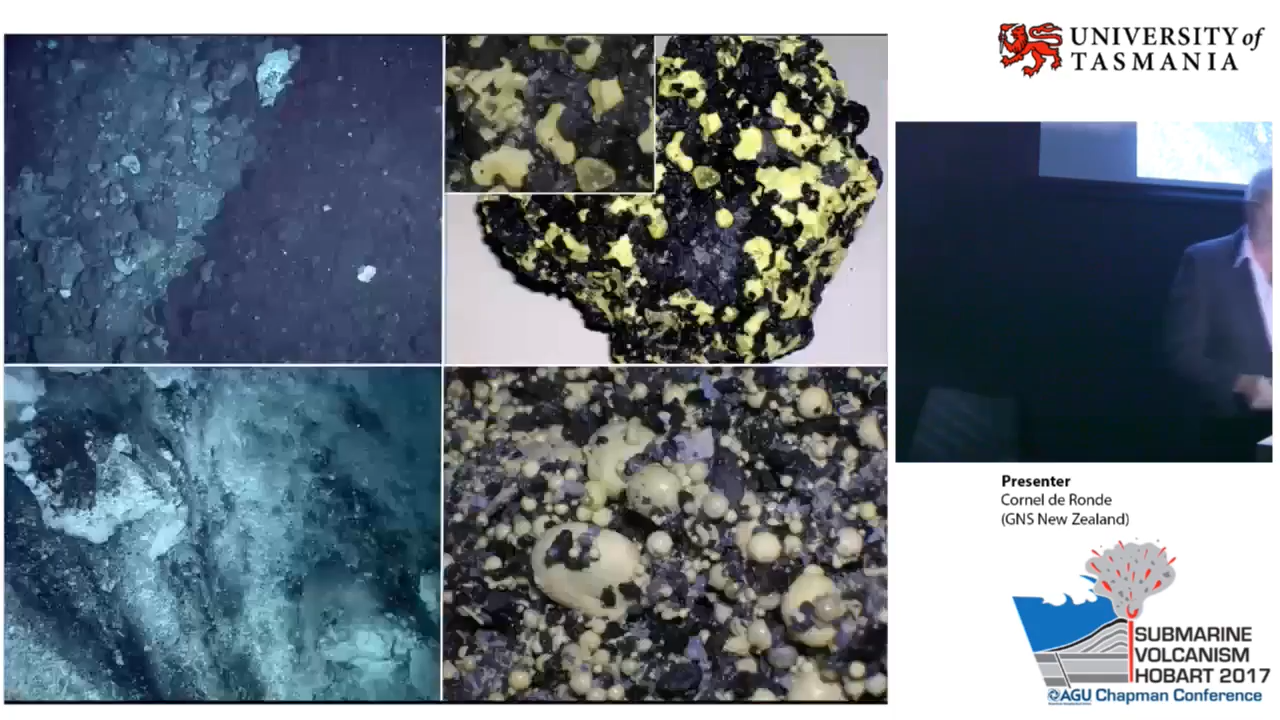 UNIVERSITY of
TASMANIA
Presenter
Cornel de Ronde
(GNS New Zealand)
SUBMARINE
VOLCANISM
HOBART 2017
AGU Chapman Conference